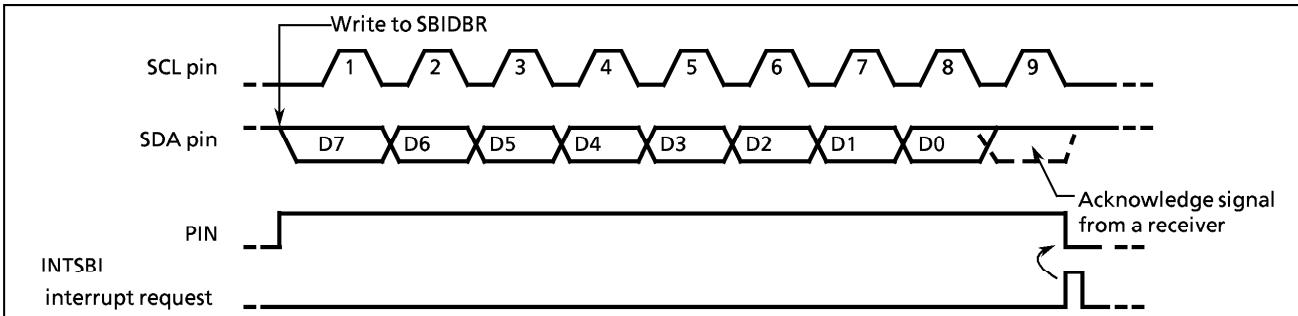 Write to SBIDBR
SCL pin
1 2 3 4 5 6 7 8 9
SDA pin
D7 D6 D5 D4 D3 D2 D1 D0
Acknowledge signal
from a receiver
PIN
INTSBI
interrupt request